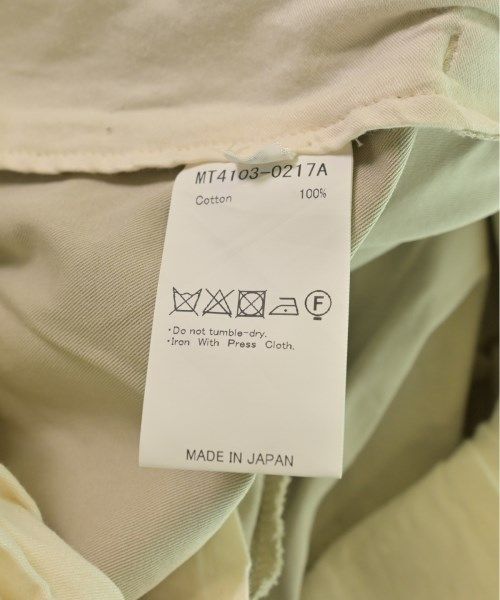 MT4103-0217A
Cotton 100%
F
·Do not tumble-dry.
·Iron With Press Cloth.
MADE IN JAPAN